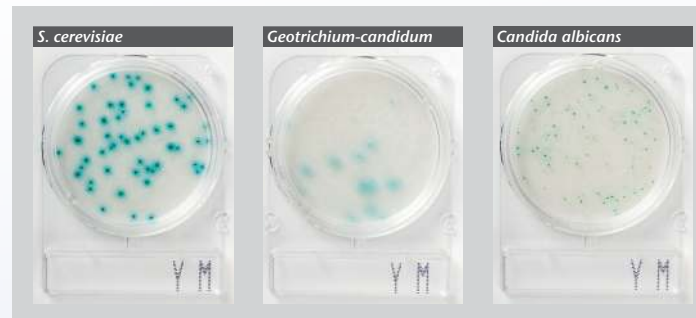 S. cerevisiae
Geotrichium-candidum
Candida albicans
Y M
Y M
Y M